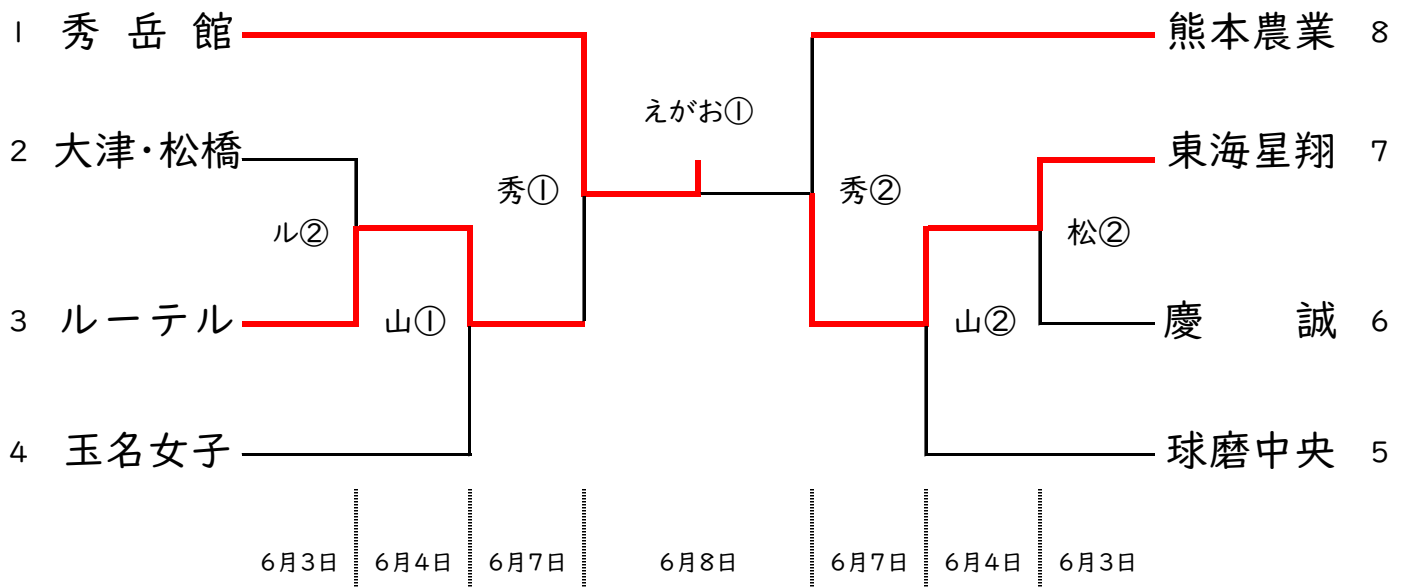 1 秀岳館
熊本農業 8
えがお①
2 大津・松橋
東海星翔 7
秀①
秀②
ル②
松②
3 ルーテル
山①
山②
慶誠 6
4 玉名女子
球磨中央 5
6月3日 6月4日 6月7日 6月8日 6月7日 6月4日 6月3日